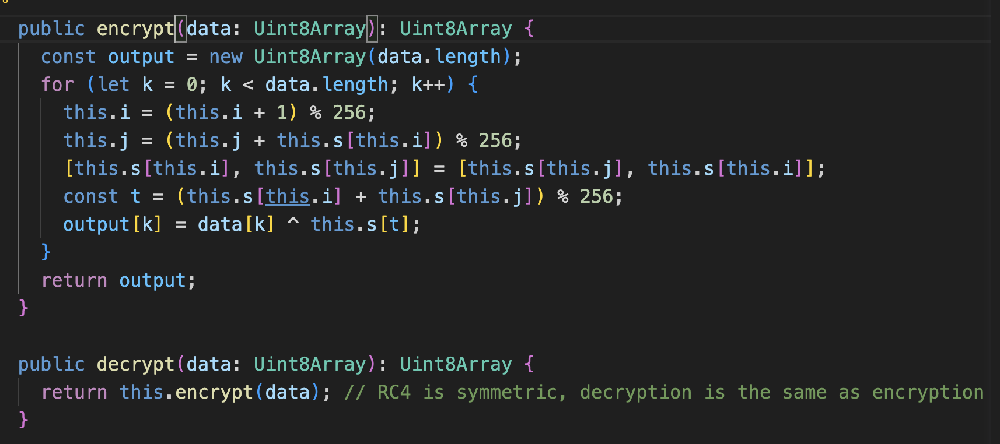 public encrypt(data: Uint8Array): Uint8Array {
const output = new Uint8Array(data.length);
for (let k = 0; k < data.length; k++) {
this.i = (this.i + 1) % 256;
this.j = (this.j + this.s[this.i]) % 256;
[this.s[this.i], this.s[this.j]] = [this.s[this.j], this.s[this.i]];
const t = (this.s[this.i] + this.s[this.j]) % 256;
output[k] = data[k] ^ this.s[t];
}
return output;
}
public decrypt(data: Uint8Array): Uint8Array {
return this.encrypt(data); // RC4 is symmetric, decryption is the same as encryption
}